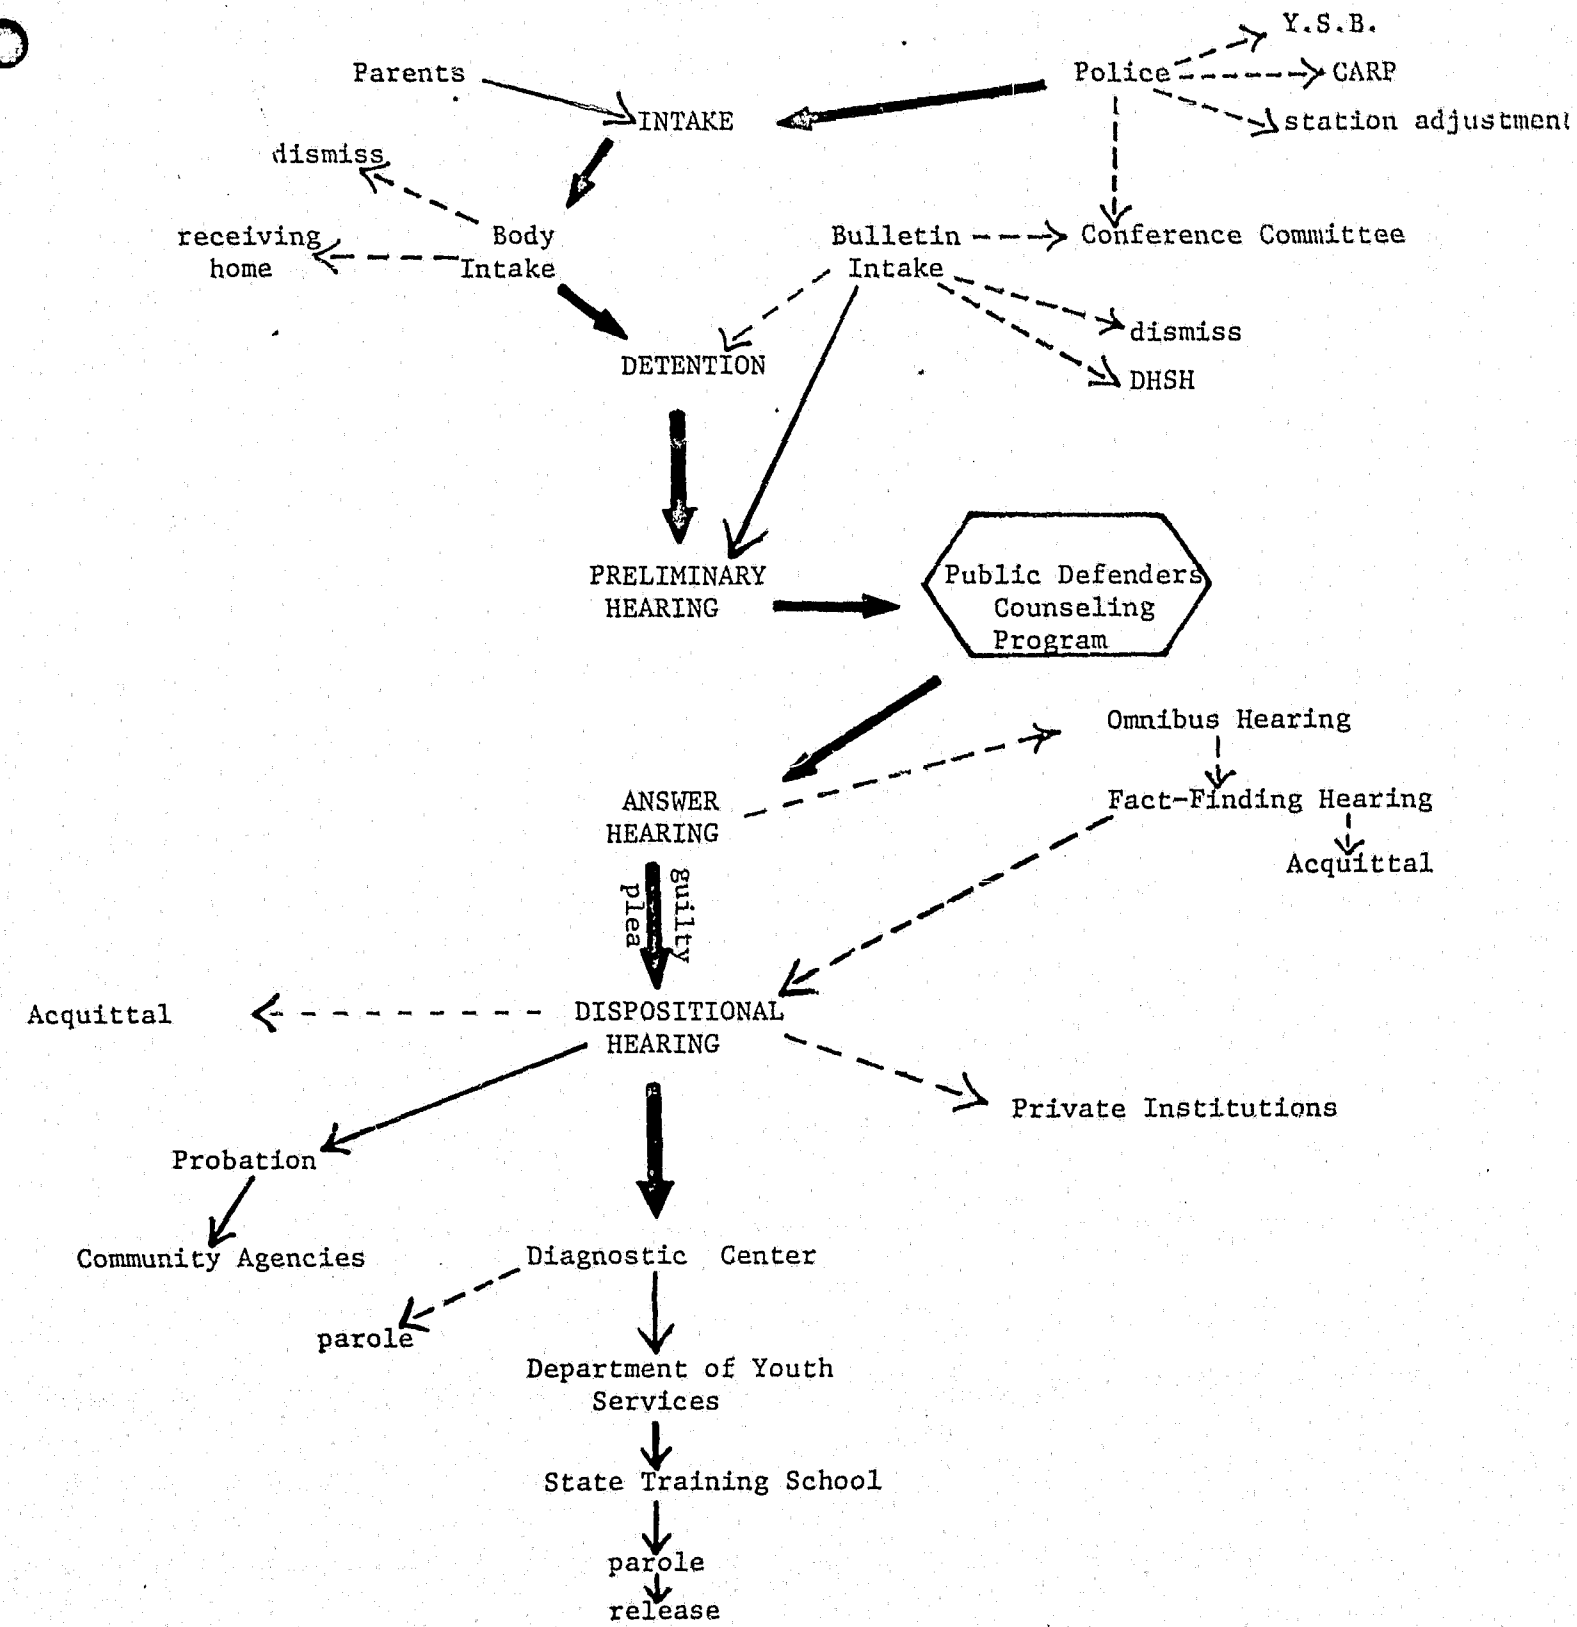 Y.S.B.
Parents
Police
CARP
INTAKE
station adjustment
dismiss
receiving
home
Body
Intake
Bulletin
Intake
Conference Committee
dismiss
DETENTION
DHSH
PRELIMINARY
HEARING
Public Defenders
Counseling
Program
Omnibus Hearing
ANSWER
HEARING
Fact-Finding Hearing
Acquittal
guilty
plea
Acquittal
DISPOSITIONAL
HEARING
Private Institutions
Probation
Community Agencies
Diagnostic Center
parole
Department of Youth
Services
State Training School
parole
release